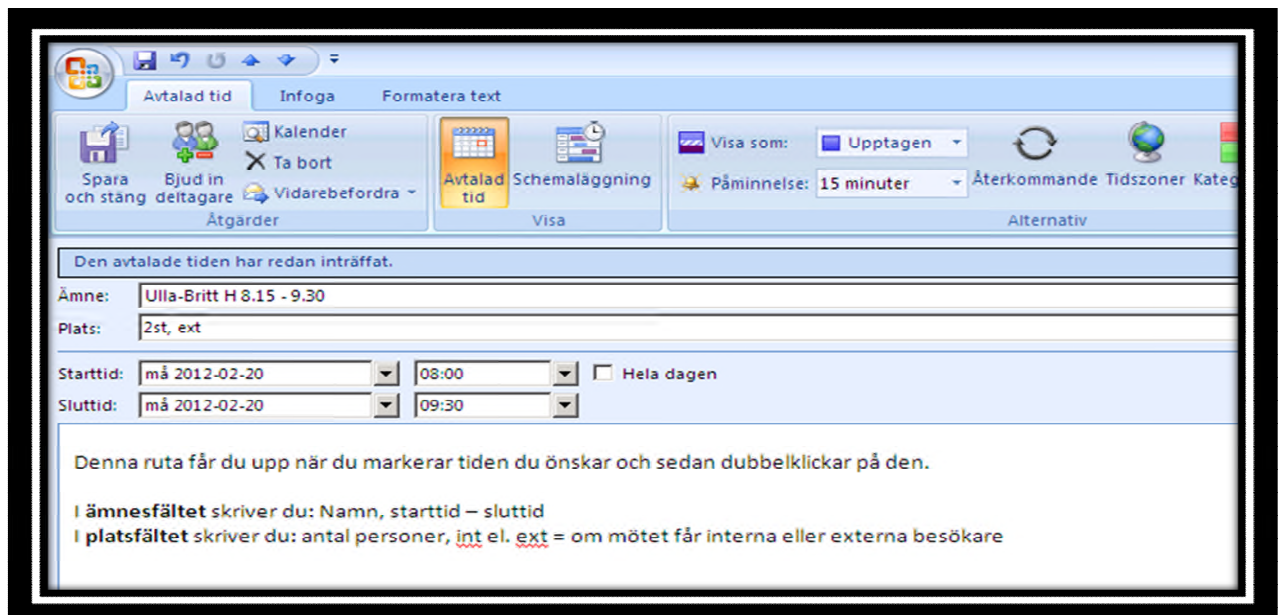 Avtalad tid Infoga Formatera text
Spara och stäng
Bjud in deltagare
Kalender
Ta bort
Vidarebefordra
Åtgärder
Avtalad tid
Schemaläggning
Visa
Visa som: Upptagen
Påminnelse: 15 minuter
Återkommande
Tidszoner
Kateg
Alternativ
Den avtalade tiden har redan inträffat.
Ämne: Ulla-Britt H 8.15 - 9.30
Plats: 2st, ext
Starttid: må 2012-02-20 08:00 Hela dagen
Sluttid: må 2012-02-20 09:30
Denna ruta får du upp när du markerar tiden du önskar och sedan dubbelklickar på den.
I ämnesfältet skriver du: Namn, starttid – sluttid
I platsfältet skriver du: antal personer, int el. ext = om mötet får interna eller externa besökare